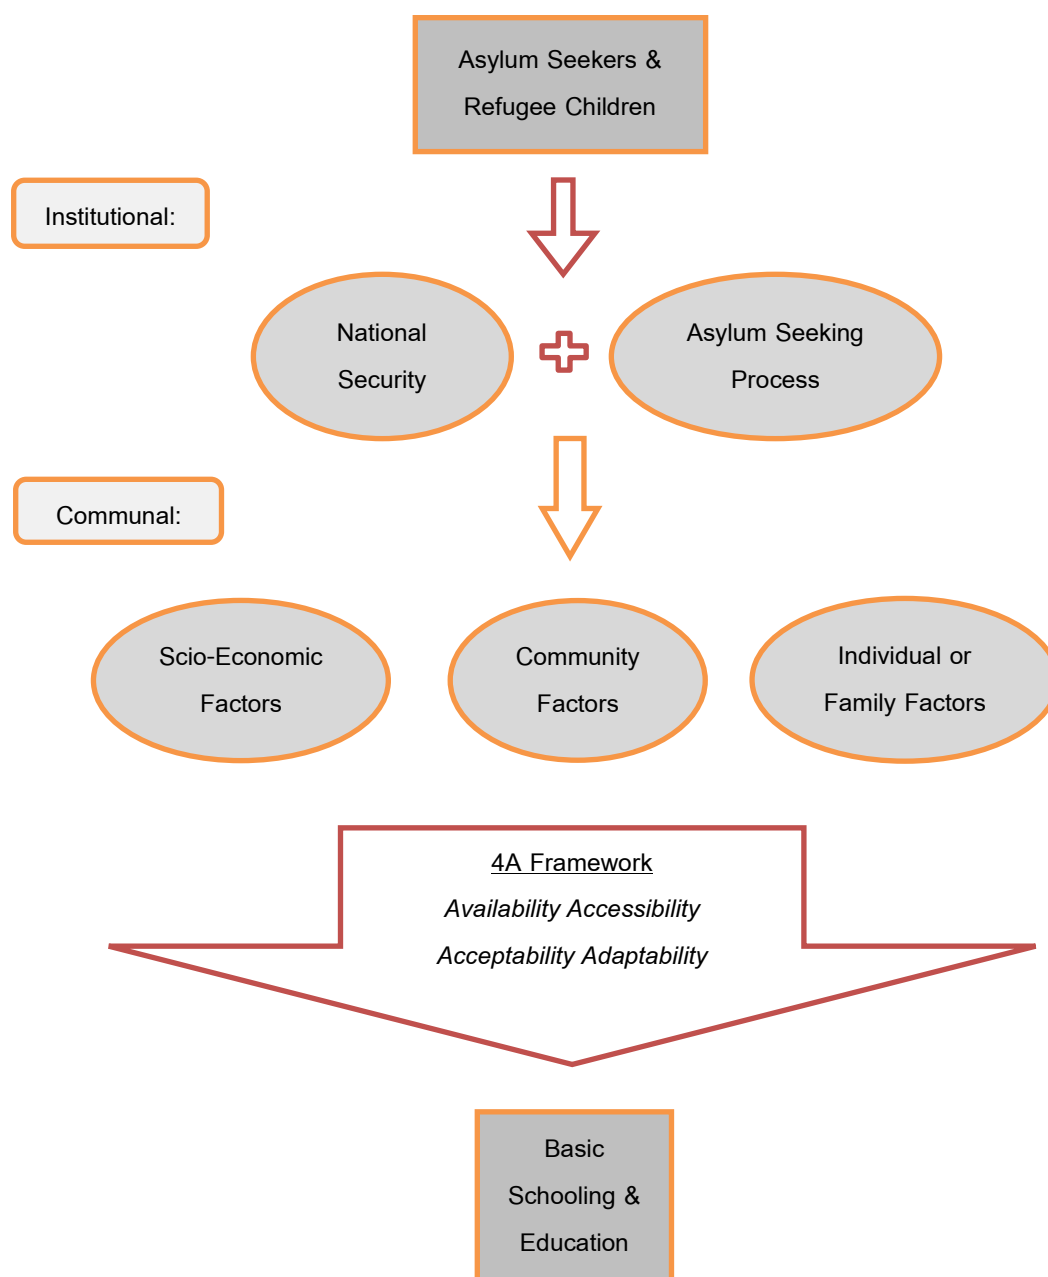 Asylum Seekers &
Refugee Children
Institutional:
National
Security
Asylum Seeking
Process
Communal:
Scio-Economic
Factors
Community
Factors
Individual or
Family Factors
4A Framework
Availability Accessibility
Acceptability Adaptability
Basic
Schooling &
Education